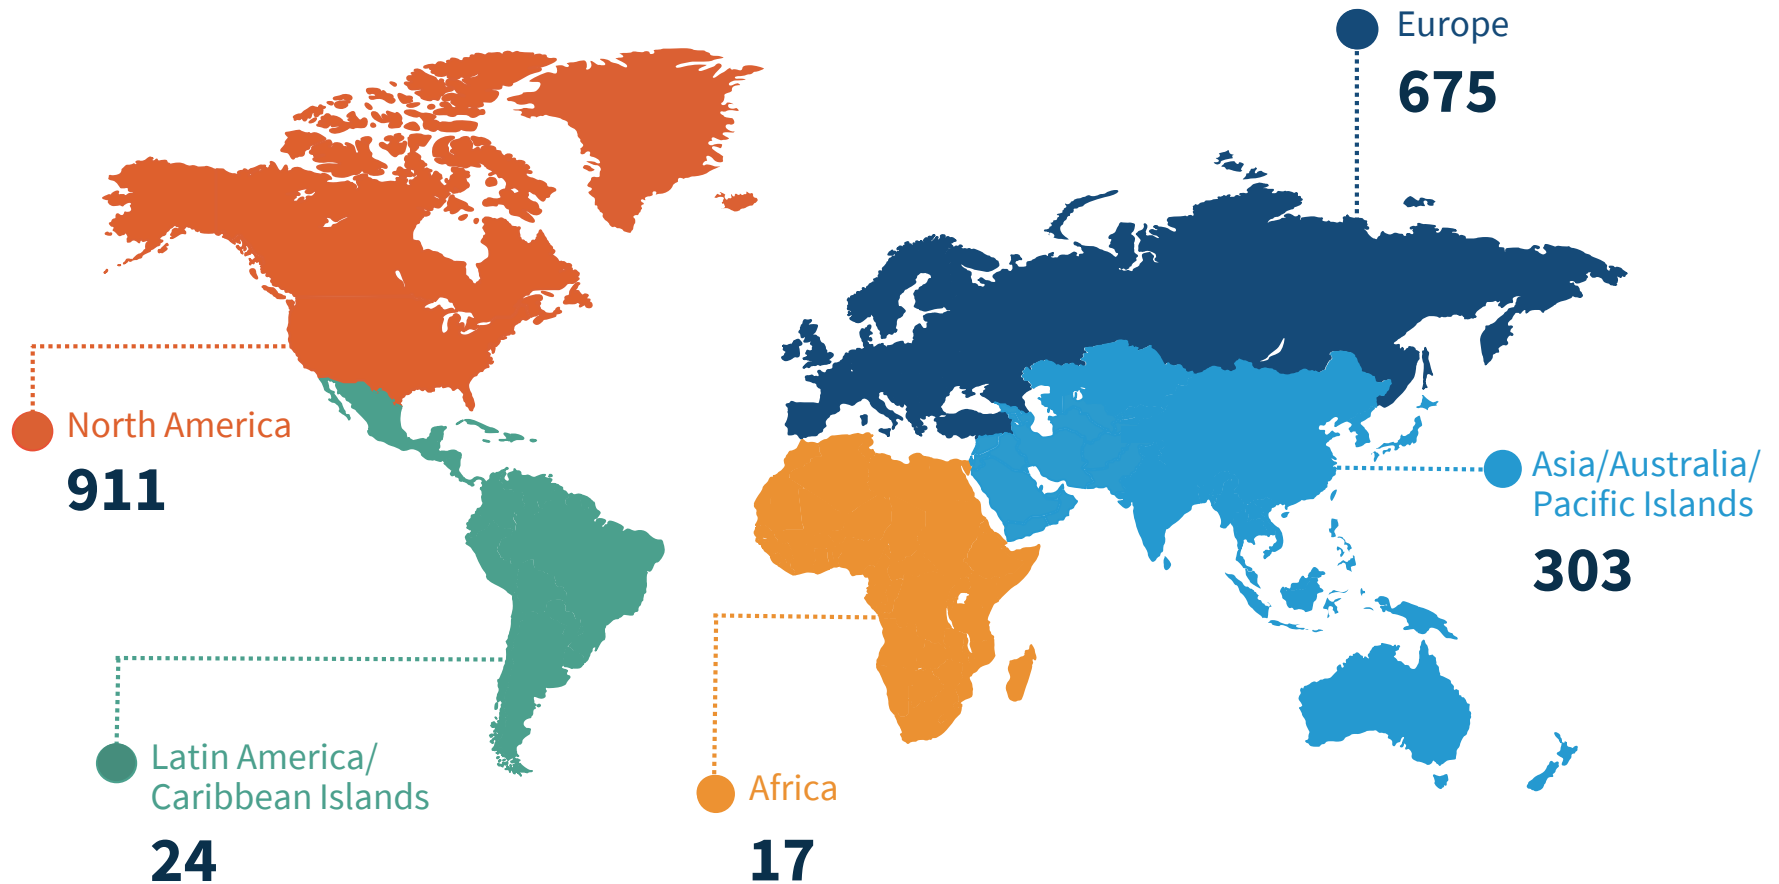 Europe
675
North America
911
Asia/Australia/
Pacific Islands
303
Latin America/
Caribbean Islands
24
Africa
17